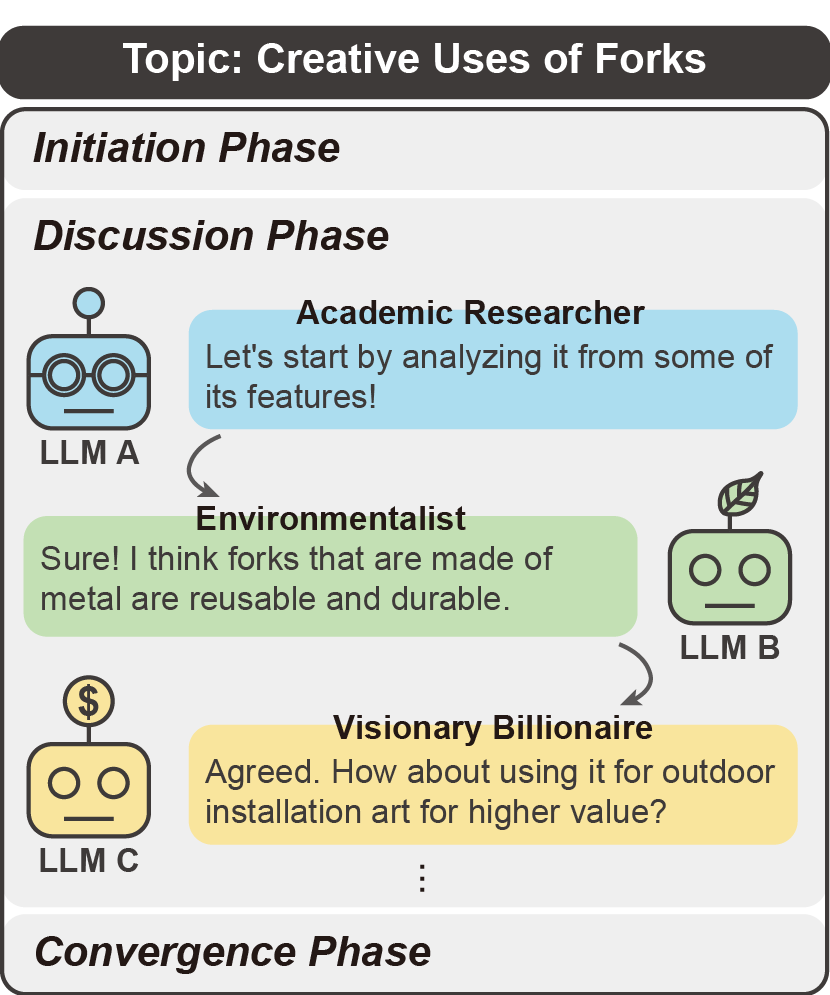 Topic: Creative Uses of Forks
Initiation Phase
Discussion Phase
Academic Researcher
Let's start by analyzing it from some of
its features!
LLM A
Environmentalist
Sure! I think forks that are made of
metal are reusable and durable.
LLM B
$
Visionary Billionaire
Agreed. How about using it for outdoor
installation art for higher value?
LLM C
⋮
Convergence Phase